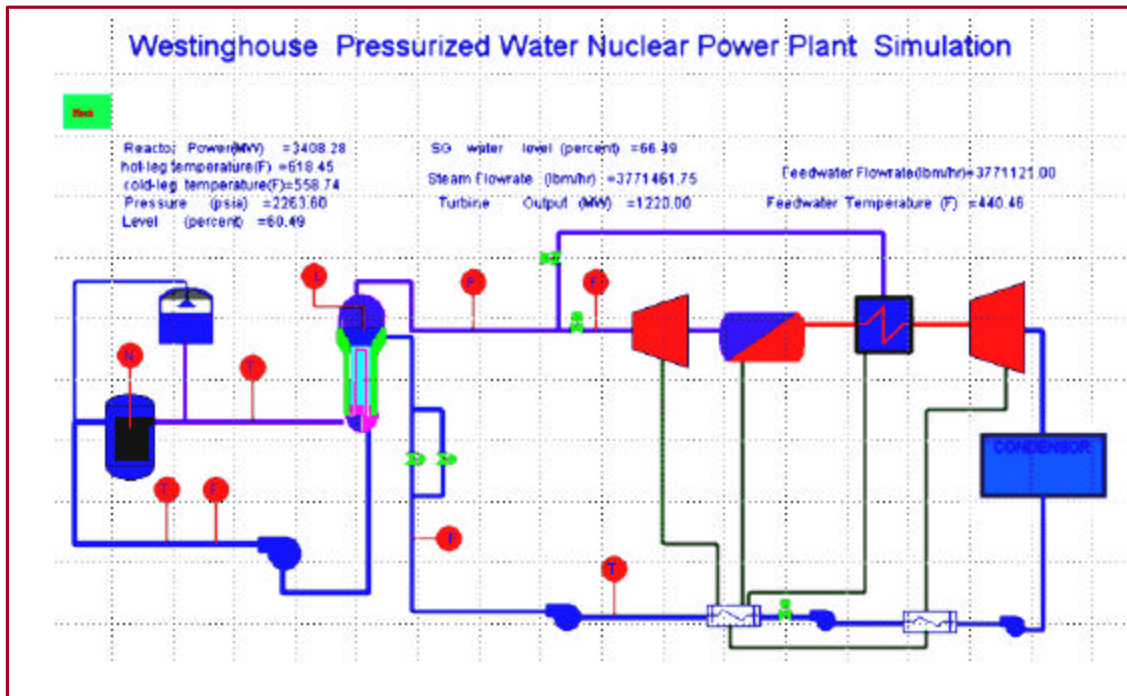 Westinghouse Pressurized Water Nuclear Power Plant Simulation
Reactor Power(MW) =3408.28
hot-leg temperature(F) =618.45
cold-leg temperature(F)=558.74
Pressure (psia) =2263.60
Level (percent) =60.49
SG water level (percent) =66.49
Steam Flowrate (lbm/hr) =3771461.75
Turbine Output (MW) =1220.00
Feedwater Flowrate(lbm/hr)=3771121.00
Feedwater Temperature (F) =440.46
L
P
F
N
T
CONDENSOR
T
F
F
T